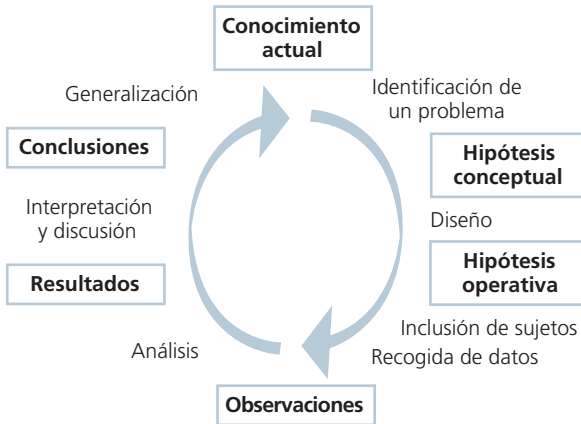 Conocimiento
actual
Identificación de
un problema
Hipótesis
conceptual
Diseño
Hipótesis
operativa
Inclusión de sujetos
Recogida de datos
Observaciones
Análisis
Resultados
Interpretación
y discusión
Conclusiones
Generalización